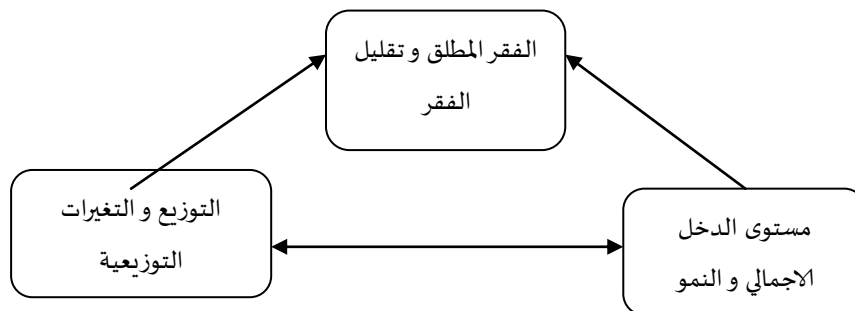 الفقر المطلق و تقليل
الفقر
مستوى الدخل
الاجمالي و النمو
التوزيع و التغيرات
التوزيعية